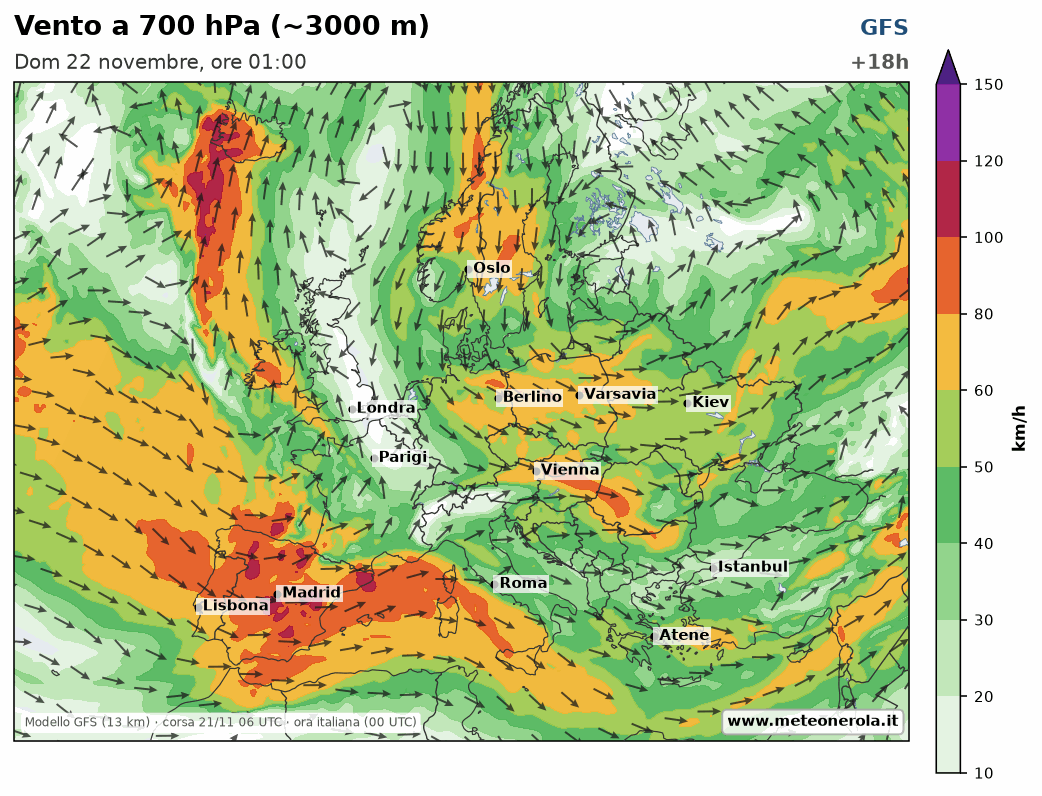 Vento a 700 hPa (~3000 m)
GFS
Dom 22 novembre, ore 01:00
+18h
150
120
100
80
60
50
40
30
20
10
km/h
Oslo
Berlino
Varsavia
Kiev
Londra
Parigi
Vienna
Istanbul
Roma
Madrid
Lisbona
Atene
Modello GFS (13 km) · corsa 21/11 06 UTC · ora italiana (00 UTC)
www.meteonerola.it